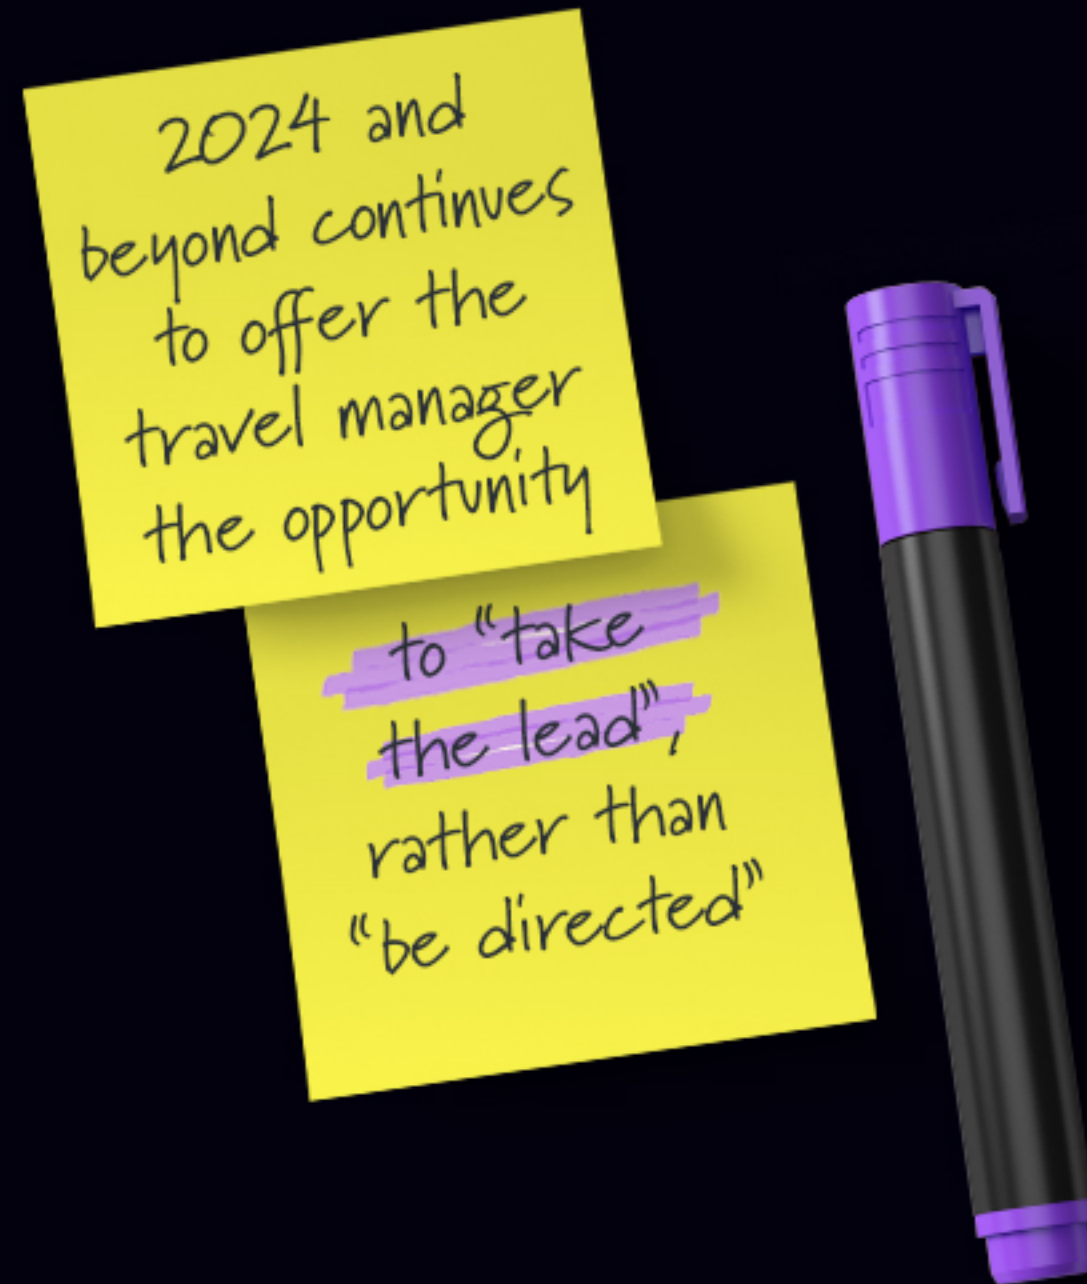 2024 and
beyond continues
to offer the
travel manager
the opportunity
to “take
the lead”,
rather than
“be directed”